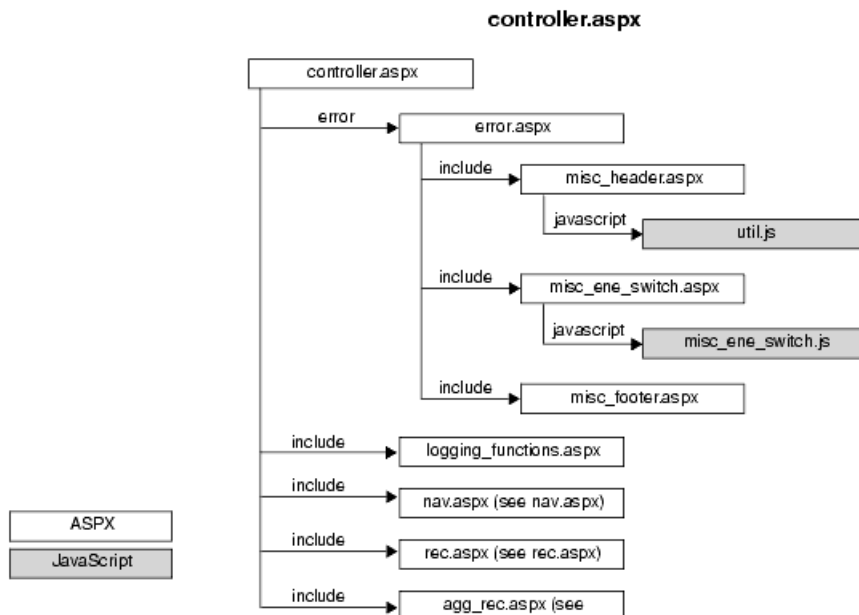 controller.aspx
controller.aspx
error
error.aspx
include
misc_header.aspx
javascript
util.js
include
misc_ene_switch.aspx
javascript
misc_ene_switch.js
include
misc_footer.aspx
include
logging_functions.aspx
include
nav.aspx (see nav.aspx)
ASPX
include
rec.aspx (see rec.aspx)
JavaScript
include
agg_rec.aspx (see